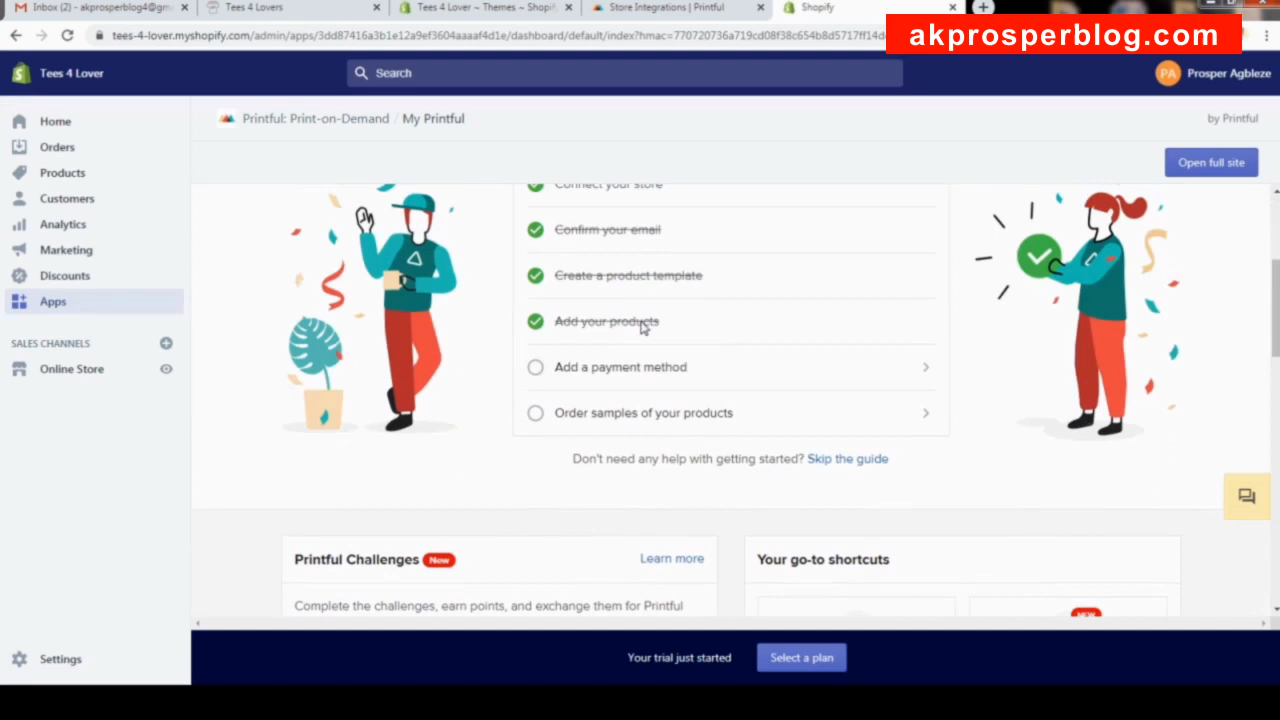 Inbox (2) - akprosperblog4@gm
Tees 4 Lovers
Tees 4 Lover ~ Themes ~ Shopif
Store Integrations | Printful
Shopify
tees-4-lover.myshopify.com/admin/apps/3dd87416a3b1e12a9ef3604aaaaf4d1e/dashboard/default/index?hmac=770720736a719cd08f38c654b8d5717ff14d
akprosperblog.com
Tees 4 Lover
Search
PA
Prosper Agbleze
Home
Orders
Products
Customers
Analytics
Marketing
Discounts
Apps
SALES CHANNELS
Online Store
Settings
Printful: Print-on-Demand / My Printful
by Printful
Open full site
Connect your store
Confirm your email
Create a product template
Add your products
Add a payment method
Order samples of your products
Don't need any help with getting started? Skip the guide
Printful Challenges New
Learn more
Complete the challenges, earn points, and exchange them for Printful
Your go-to shortcuts
NEW
Your trial just started
Select a plan